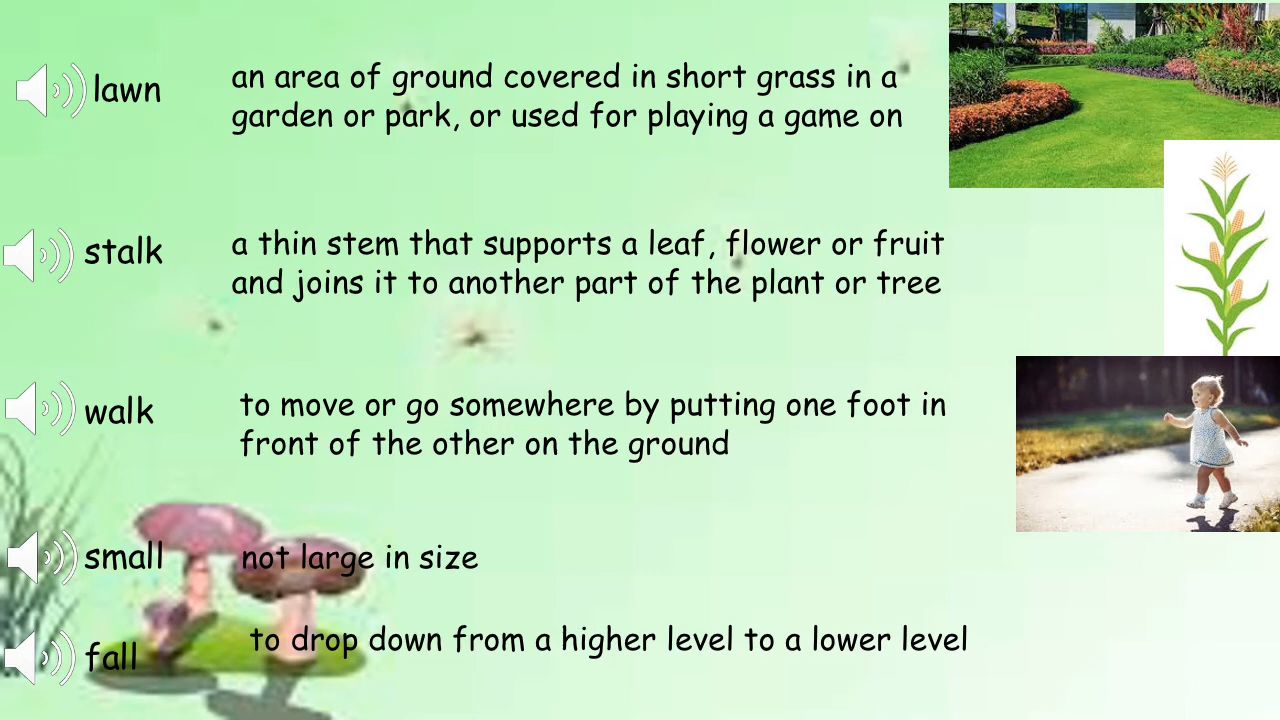 lawn
an area of ground covered in short grass in a
garden or park, or used for playing a game on
stalk
a thin stem that supports a leaf, flower or fruit
and joins it to another part of the plant or tree
walk
to move or go somewhere by putting one foot in
front of the other on the ground
small
not large in size
fall
to drop down from a higher level to a lower level